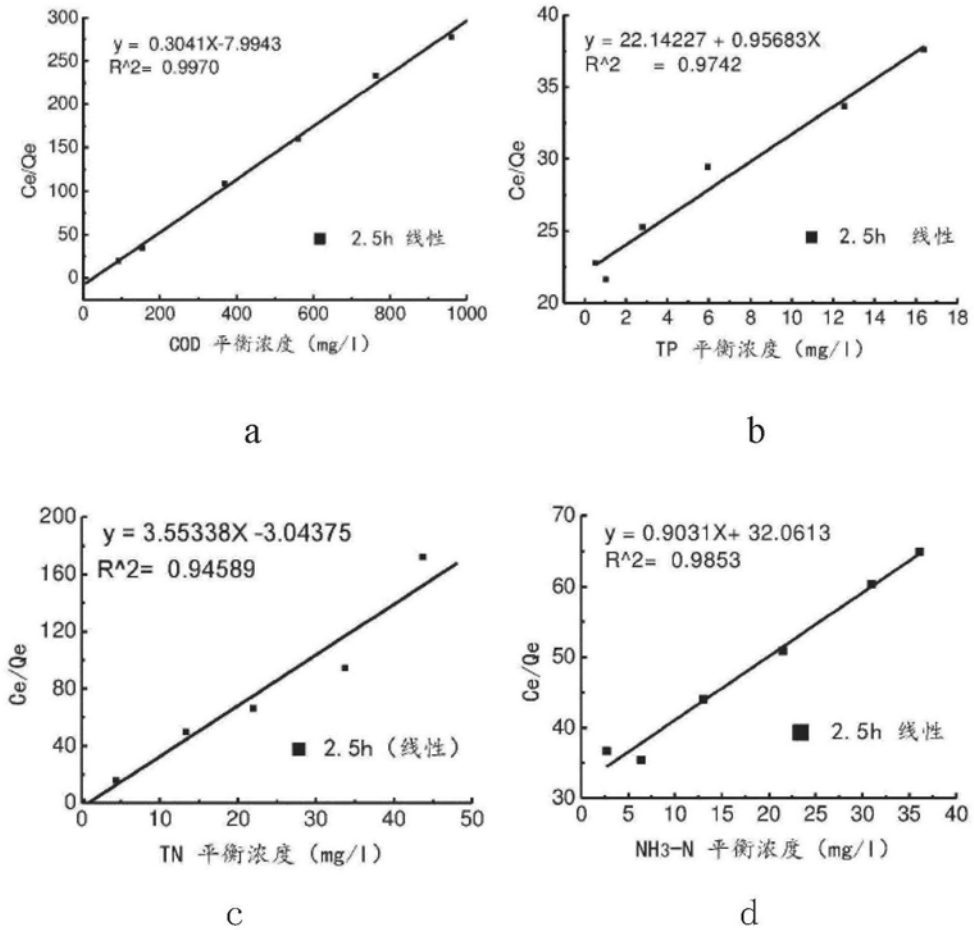 y = 0.3041X-7.9943
R^2= 0.9970
300
250
200
150
100
50
0
Ce/Qe
2.5h 线性
0 200 400 600 800 1000
COD 平衡浓度 (mg/l)
a
y = 22.14227 + 0.95683X
R^2 = 0.9742
40
35
30
25
20
Ce/Qe
2.5h 线性
0 2 4 6 8 10 12 14 16 18
TP 平衡浓度 (mg/l)
b
y = 3.55338X -3.04375
R^2= 0.94589
200
160
120
80
40
0
Ce/Qe
2.5h (线性)
0 10 20 30 40 50
TN 平衡浓度 (mg/l)
c
y = 0.9031X+ 32.0613
R^2= 0.9853
70
60
50
40
30
Ce/Qe
2.5h 线性
0 5 10 15 20 25 30 35 40
NH3-N 平衡浓度 (mg/l)
d